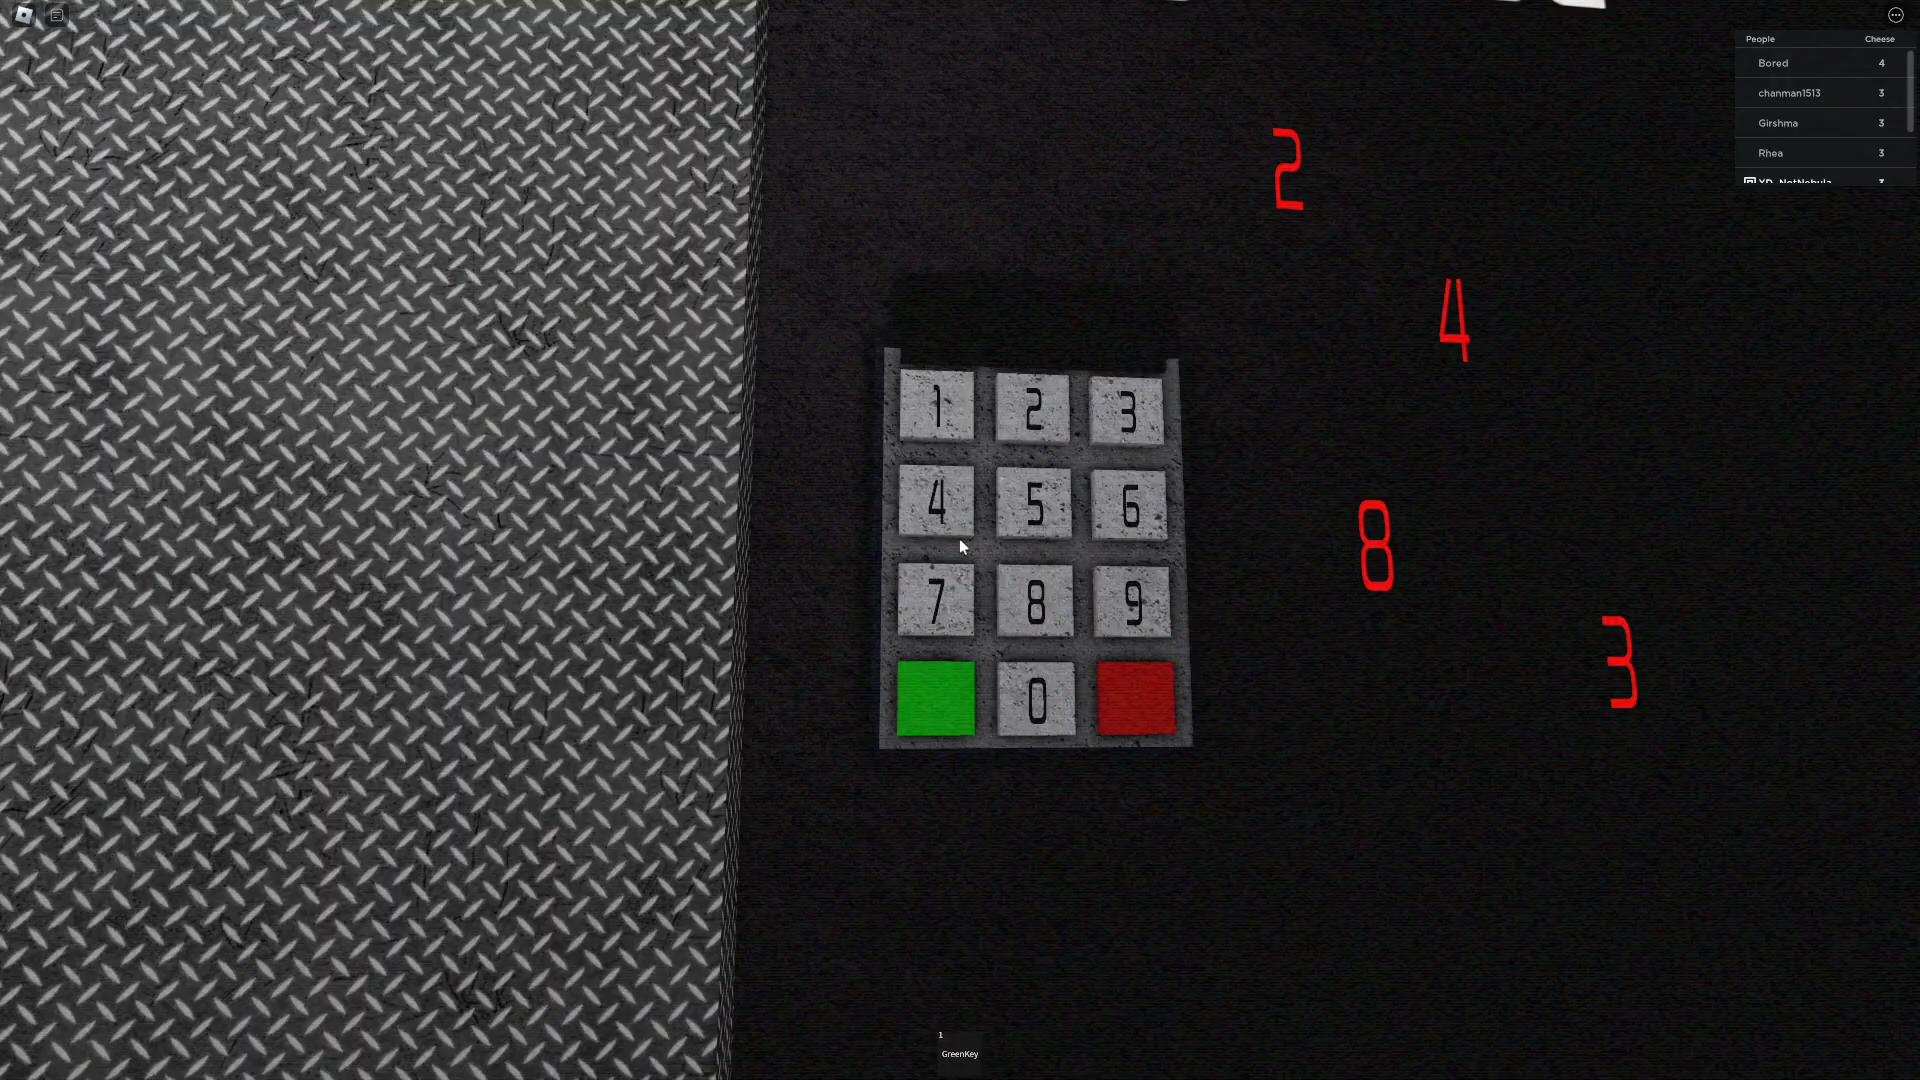 People Cheese
Bored 4
chanman1513 3
Girshma 3
Rhea 3
2
4
1 2 3
4 5 6
8
7 8 9
3
0
1
GreenKey